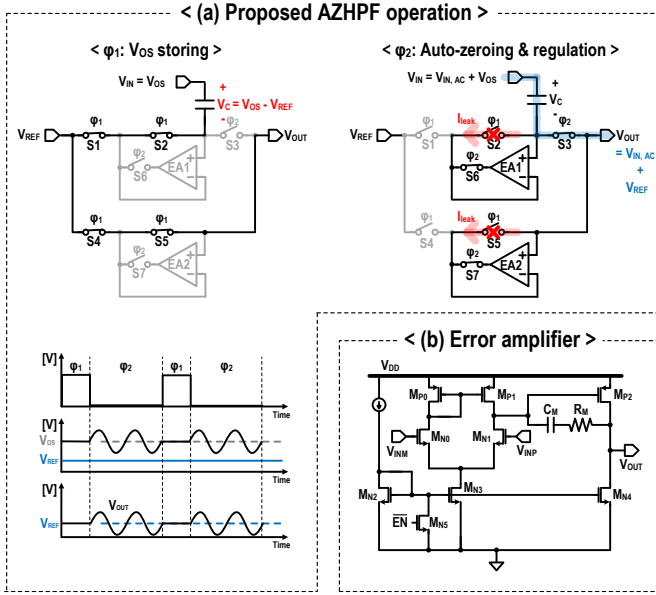 < (a) Proposed AZHPF operation >
< φ1: VOS storing >
VIN = VOS
+
VC = VOS - VREF
-
VREF
φ1
S1
φ1
S2
φ2
S3
VOUT
φ2
S6
EA1
+
-
φ1
S4
φ1
S5
φ2
S7
EA2
+
-
< φ2: Auto-zeroing & regulation >
VIN = VIN, AC + VOS
+
VC
-
VREF
φ1
S1
Ileak
φ1
S2
φ2
S3
VOUT
= VIN, AC
+
VREF
φ2
S6
EA1
+
-
φ1
S4
Ileak
φ1
S5
φ2
S7
EA2
+
-
[V]
φ1
φ2
φ1
φ2
Time
[V]
VOS
VREF
Time
[V]
VOUT
VREF
Time
< (b) Error amplifier >
VDD
MP0
MP1
MP2
CM
RM
VINM
MN0
MN1
VINP
VOUT
MN2
MN3
MN4
EN
MN5